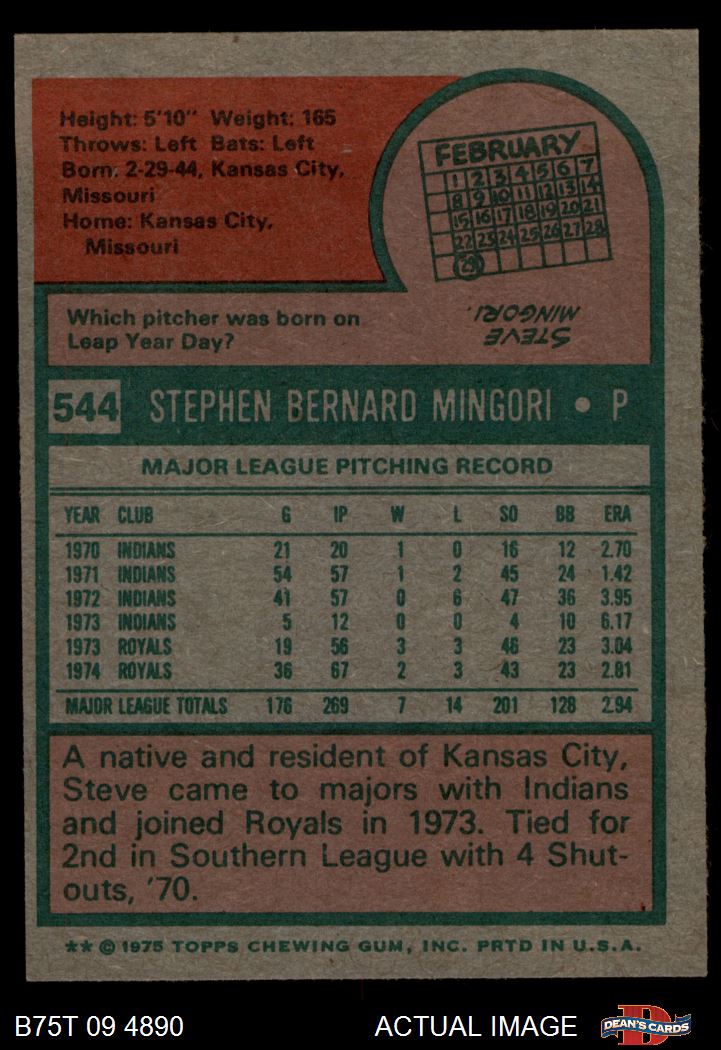 Height: 5'10" Weight: 165
Throws: Left Bats: Left
Born: 2-29-44, Kansas City,
Missouri
Home: Kansas City,
Missouri
FEBRUARY
1 2 3 4 5 6 7
8 9 10 11 12 13 14
15 16 17 18 19 20 21
22 23 24 25 26 27 28
29
Which pitcher was born on
Leap Year Day?
STEVE
MINGORI.
544 STEPHEN BERNARD MINGORI • P
MAJOR LEAGUE PITCHING RECORD
YEAR CLUB G IP W L SO BB ERA
1970 INDIANS 21 20 1 0 16 12 2.70
1971 INDIANS 54 57 1 2 45 24 1.42
1972 INDIANS 41 57 0 6 47 36 3.95
1973 INDIANS 5 12 0 0 4 10 6.17
1973 ROYALS 19 56 3 3 46 23 3.04
1974 ROYALS 36 67 2 3 43 23 2.81
MAJOR LEAGUE TOTALS 176 269 7 14 201 128 2.94
A native and resident of Kansas City,
Steve came to majors with Indians
and joined Royals in 1973. Tied for
2nd in Southern League with 4 Shut-
outs, '70.
** © 1975 TOPPS CHEWING GUM, INC. PRTD IN U.S.A.
B75T 09 4890 ACTUAL IMAGE
D
DEAN'S CARDS